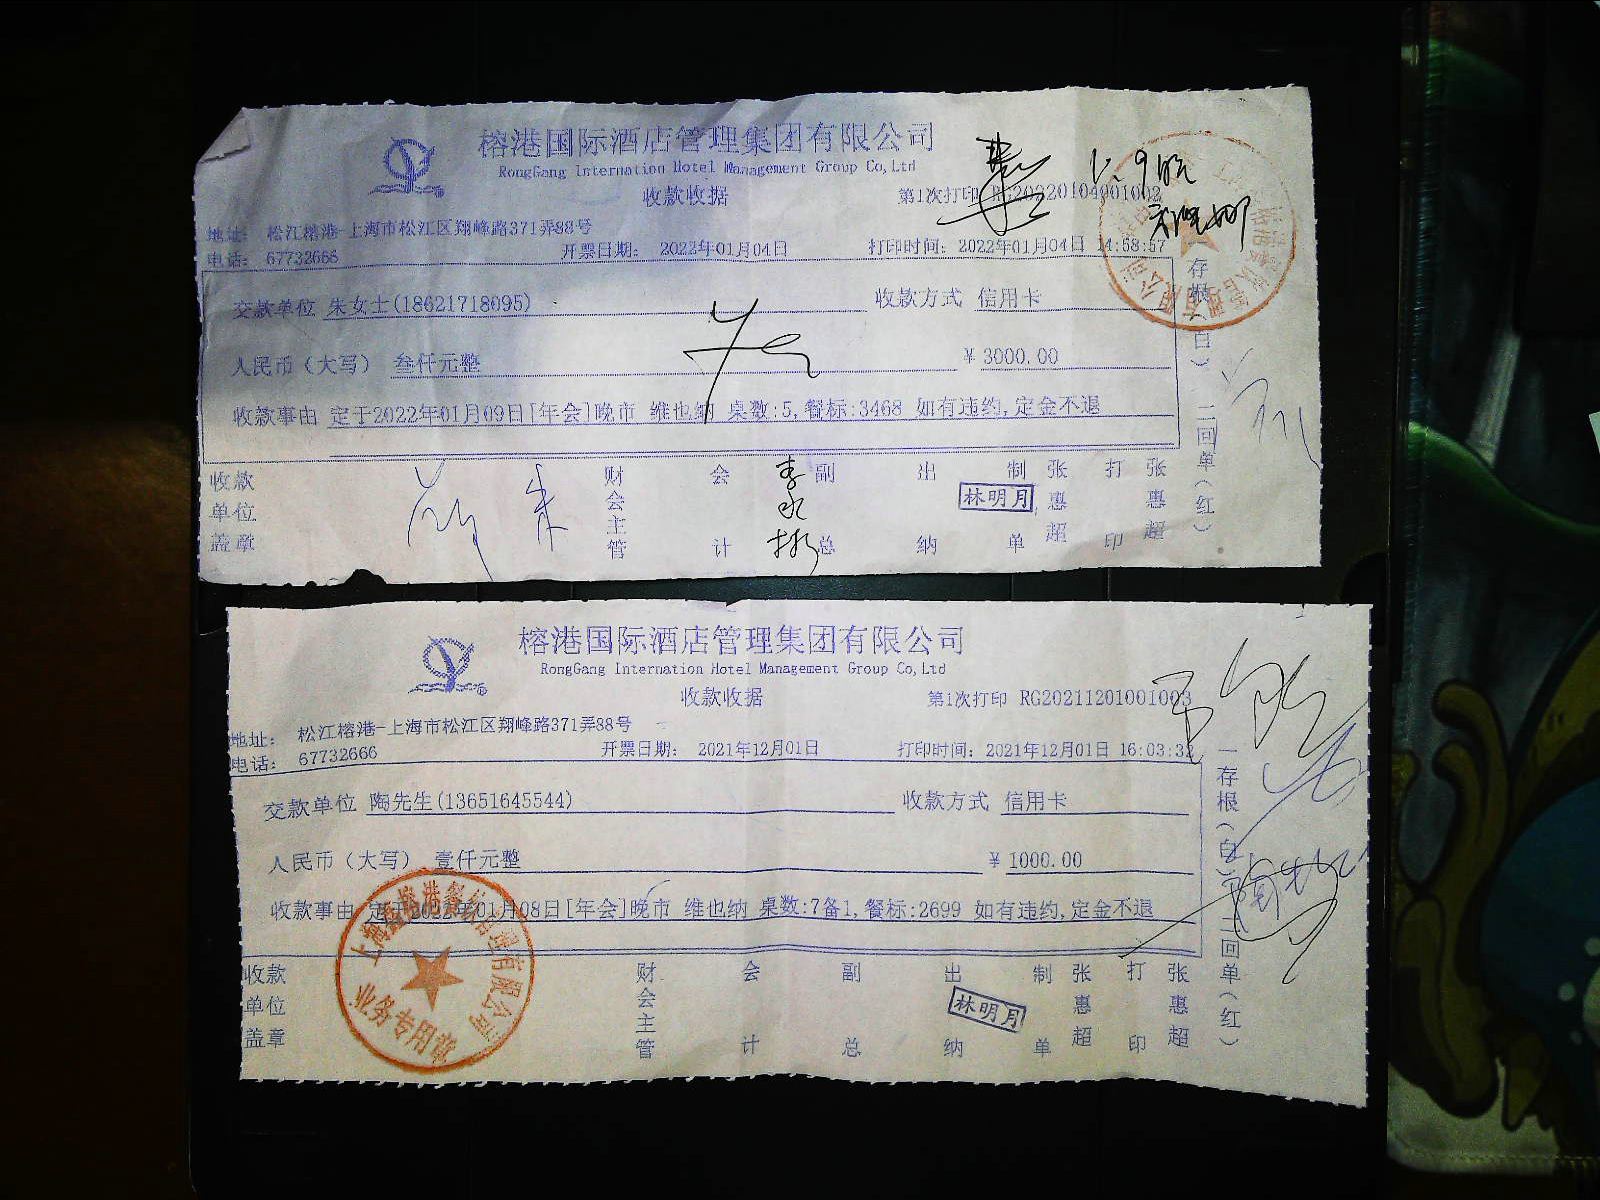 榕港国际酒店管理集团有限公司
RongGang Internation Hotel Management Group Co,Ltd
收款收据
第1次打印 RG20220104001002
1.9晚
地址: 松江榕港-上海市松江区翔峰路371弄88号
电话: 67732666
开票日期: 2022年01月04日
打印时间: 2022年01月04日 14:58:57
交款单位 朱女士(18621718095)
收款方式 信用卡
人民币(大写) 叁仟元整
¥ 3000.00
收款事由 定于2022年01月09日[年会]晚市 维也纳 桌数:5,餐标:3468 如有违约,定金不退
一存根(白) 二回单(红)
收款单位盖章
朱
财会主管
会计
李永彬
副总
出纳
林明月
制单
张惠超
打印
张惠超
榕港国际酒店管理集团有限公司
RongGang Internation Hotel Management Group Co,Ltd
收款收据
第1次打印 RG20211201001003
地址: 松江榕港-上海市松江区翔峰路371弄88号
电话: 67732666
开票日期: 2021年12月01日
打印时间: 2021年12月01日 16:03:32
交款单位 陶先生(13651645544)
收款方式 信用卡
人民币(大写) 壹仟元整
¥ 1000.00
收款事由 定于2022年01月08日[年会]晚市 维也纳 桌数:7备1,餐标:2699 如有违约,定金不退
一存根(白) 二回单(红)
收款单位盖章
业务专用章
财会主管
会计
副总
出纳
林明月
制单
张惠超
打印
张惠超